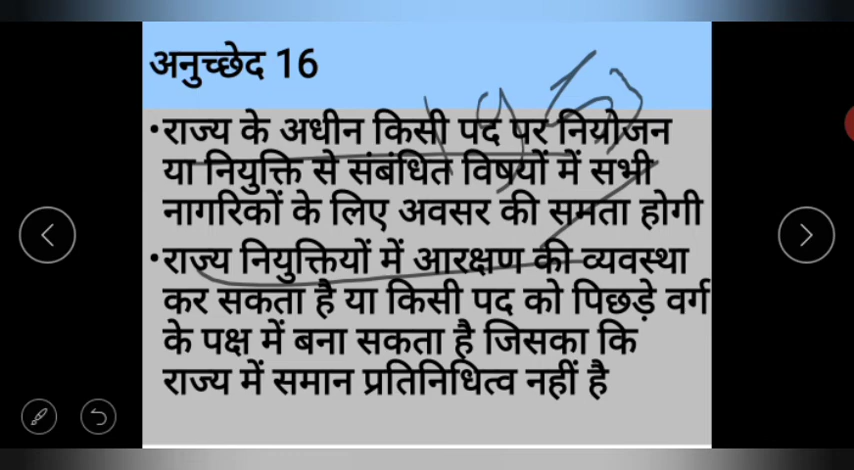 अनुच्छेद 16
•राज्य के अधीन किसी पद पर नियोजन
या नियुक्ति से संबंधित विषयों में सभी
नागरिकों के लिए अवसर की समता होगी
•राज्य नियुक्तियों में आरक्षण की व्यवस्था
कर सकता है या किसी पद को पिछड़े वर्ग
के पक्ष में बना सकता है जिसका कि
राज्य में समान प्रतिनिधित्व नहीं है